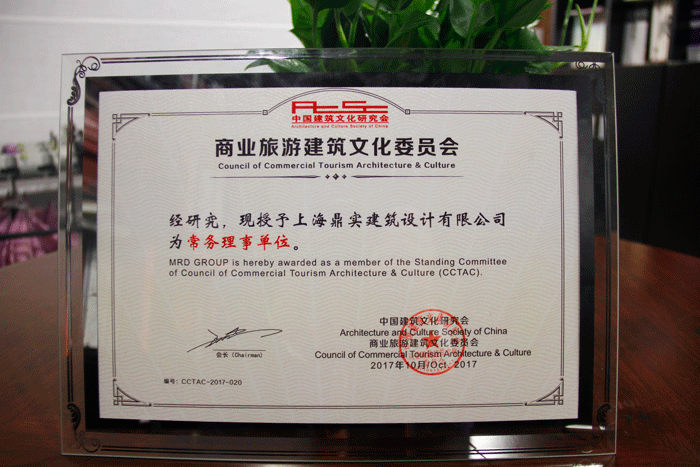 中国建筑文化研究会
Architecture and Culture Society of China
商业旅游建筑文化委员会
Council of Commercial Tourism Architecture & Culture
经研究，现授予上海鼎实建筑设计有限公司
为常务理事单位。
MRD GROUP is hereby awarded as a member of the Standing Committee
of Council of Commercial Tourism Architecture & Culture (CCTAC).
中国建筑文化研究会
Architecture and Culture Society of China
商业旅游建筑文化委员会
Council of Commercial Tourism Architecture & Culture
2017年10月/Oct, 2017
会长 (Chairman)
编号: CCTAC-2017-020